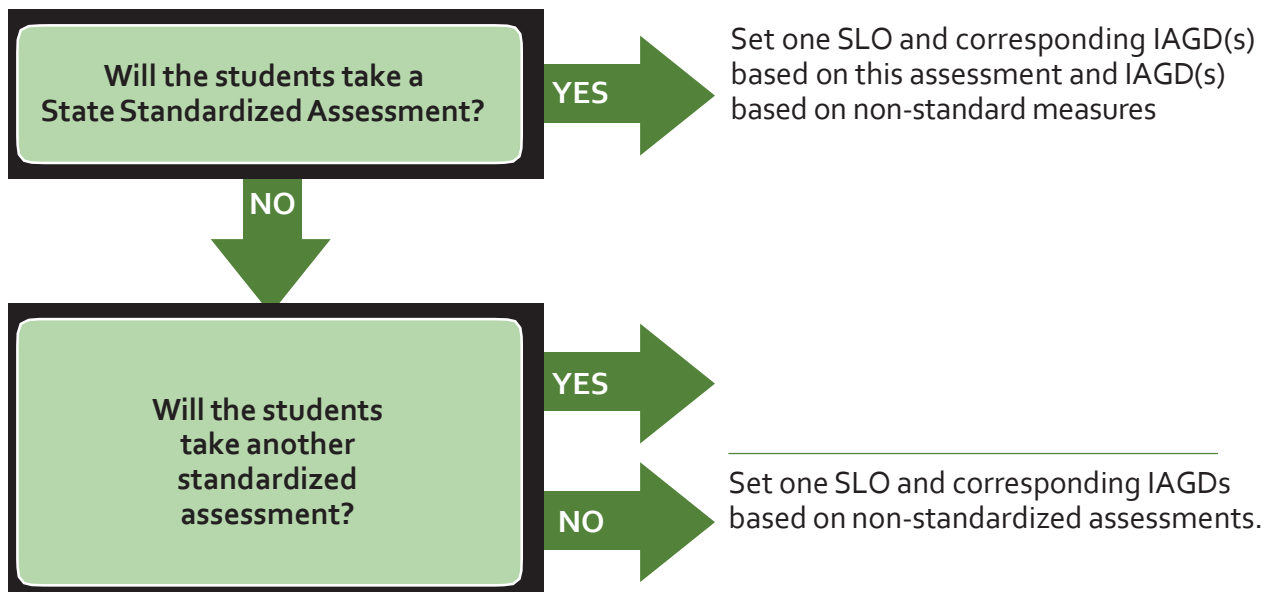 Will the students take a
State Standardized Assessment?
YES
Set one SLO and corresponding IAGD(s)
based on this assessment and IAGD(s)
based on non-standard measures
NO
Will the students
take another
standardized
assessment?
YES
NO
Set one SLO and corresponding IAGDs
based on non-standardized assessments.